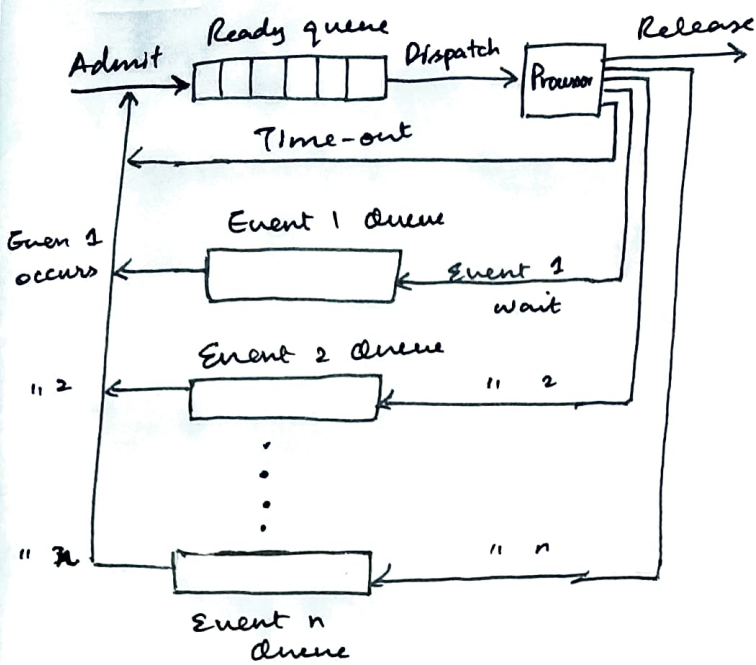 Ready queue
Release
Admit
Dispatch
Processor
Time-out
Event 1 Queue
Even 1
occurs
Event 1
wait
Event 2 Queue
" 2
" 2
" n
" n
Event n
Queue